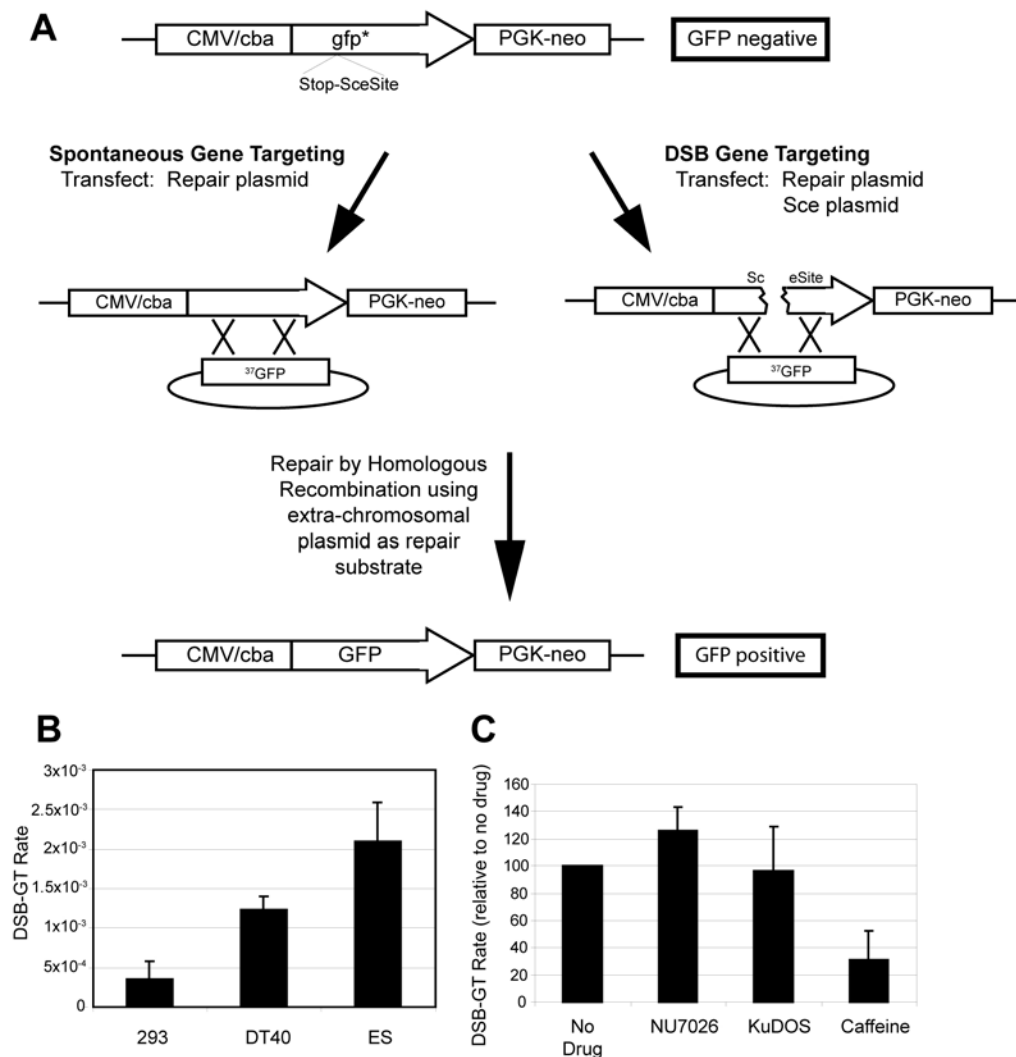 A
CMV/cba gfp* PGK-neo GFP negative
Stop-SceSite
Spontaneous Gene Targeting
Transfect: Repair plasmid
DSB Gene Targeting
Transfect: Repair plasmid
Sce plasmid
CMV/cba PGK-neo
³⁷GFP
Sc eSite
CMV/cba PGK-neo
³⁷GFP
Repair by Homologous
Recombination using
extra-chromosomal
plasmid as repair
substrate
CMV/cba GFP PGK-neo GFP positive
B
DSB-GT Rate
3x10⁻³
2.5x10⁻³
2x10⁻³
1.5x10⁻³
1x10⁻³
5x10⁻⁴
0
293 DT40 ES
C
DSB-GT Rate (relative to no drug)
160
140
120
100
80
60
40
20
0
No
Drug
NU7026 KuDOS Caffeine